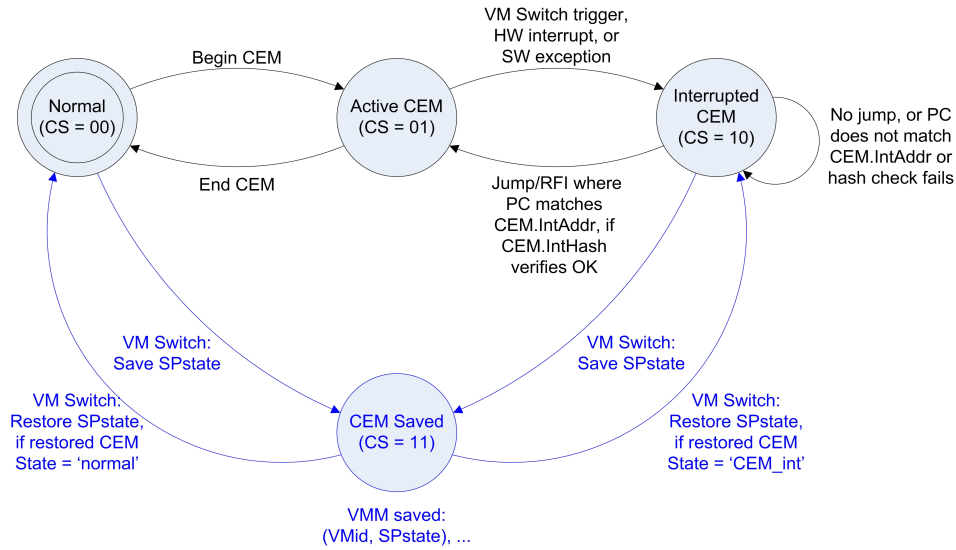 VM Switch trigger,
HW interrupt, or
SW exception
Begin CEM
Normal
(CS = 00)
Active CEM
(CS = 01)
Interrupted
CEM
(CS = 10)
No jump, or PC
does not match
CEM.IntAddr or
hash check fails
End CEM
Jump/RFI where
PC matches
CEM.IntAddr, if
CEM.IntHash
verifies OK
VM Switch:
Save SPstate
VM Switch:
Save SPstate
VM Switch:
Restore SPstate,
if restored CEM
State = ‘normal’
CEM Saved
(CS = 11)
VM Switch:
Restore SPstate,
if restored CEM
State = ‘CEM_int’
VMM saved:
(VMid, SPstate), ...